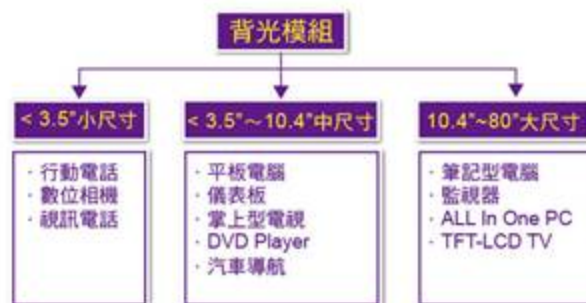 背光模組
< 3.5"小尺寸
< 3.5"～10.4"中尺寸
10.4"~80"大尺寸
· 行動電話
· 數位相機
· 視訊電話
· 平板電腦
· 儀表板
· 掌上型電視
· DVD Player
· 汽車導航
· 筆記型電腦
· 監視器
· ALL In One PC
· TFT-LCD TV